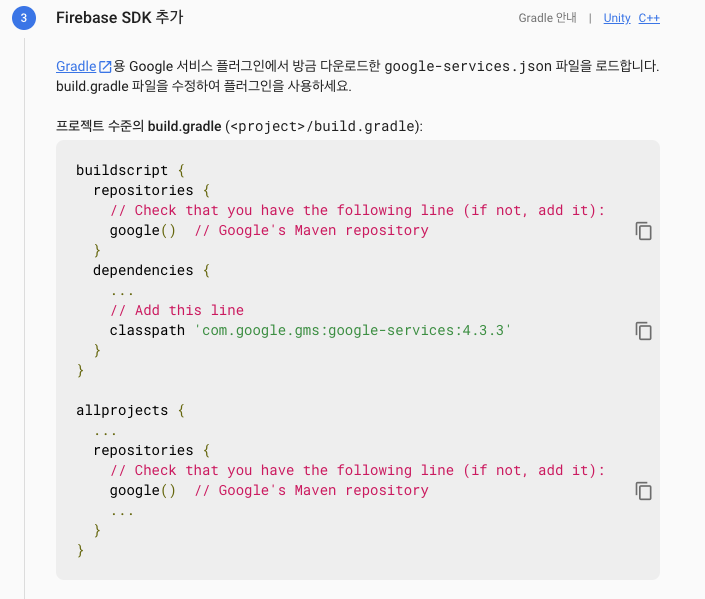 3 Firebase SDK 추가 Gradle 안내 | Unity C++
Gradle용 Google 서비스 플러그인에서 방금 다운로드한 google-services.json 파일을 로드합니다.
build.gradle 파일을 수정하여 플러그인을 사용하세요.
프로젝트 수준의 build.gradle (<project>/build.gradle):
buildscript {
  repositories {
    // Check that you have the following line (if not, add it):
    google()  // Google's Maven repository
  }
  dependencies {
    ...
    // Add this line
    classpath 'com.google.gms:google-services:4.3.3'
  }
}
allprojects {
  ...
  repositories {
    // Check that you have the following line (if not, add it):
    google()  // Google's Maven repository
    ...
  }
}